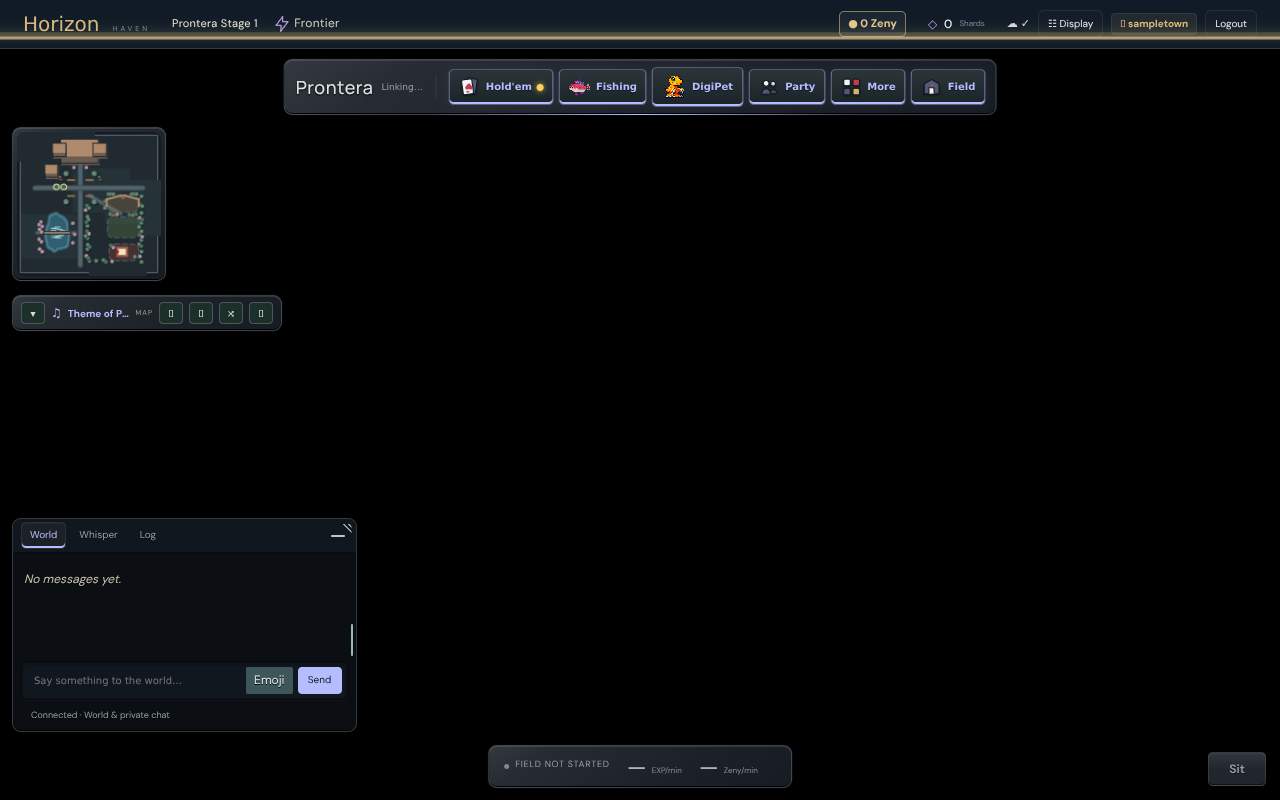 Horizon HAVEN
Prontera Stage 1
Frontier
0 Zeny
0 Shards
Display
sampletown
Logout
Prontera Linking...
Hold'em
Fishing
DigiPet
Party
More
Field
Theme of P... MAP
World
Whisper
Log
No messages yet.
Say something to the world...
Emoji
Send
Connected · World & private chat
FIELD NOT STARTED
— EXP/min
— Zeny/min
Sit